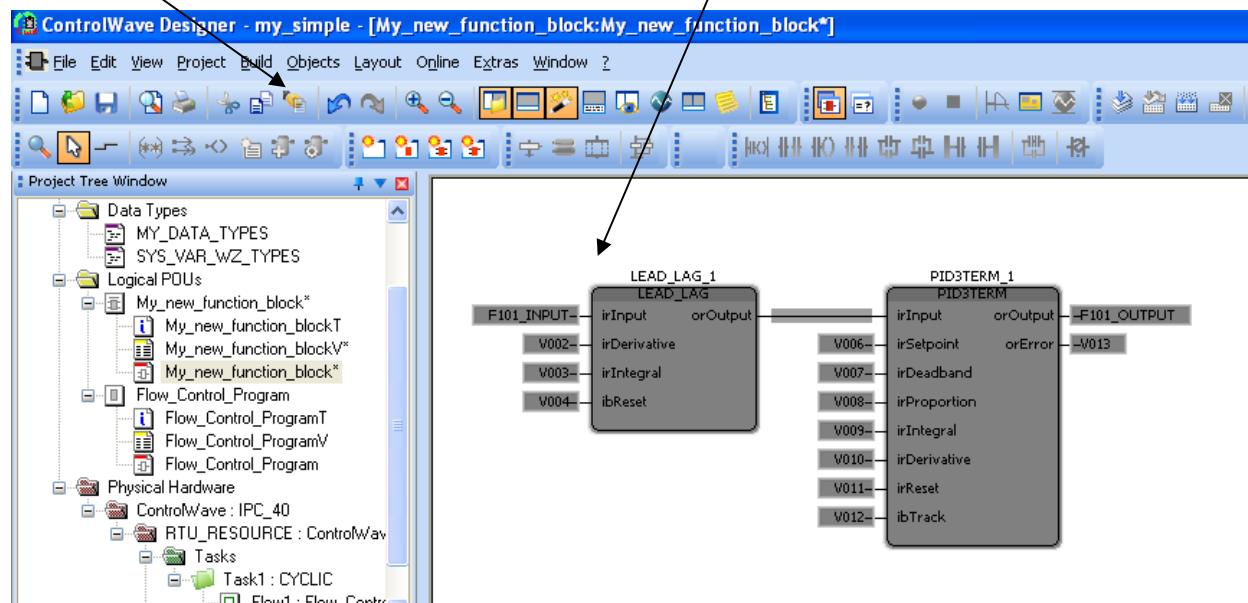 ControlWave Designer - my_simple - [My_new_function_block:My_new_function_block*]
File Edit View Project Build Objects Layout Online Extras Window ?
Project Tree Window
Data Types
MY_DATA_TYPES
SYS_VAR_WZ_TYPES
Logical POUs
My_new_function_block*
My_new_function_blockT
My_new_function_blockV*
My_new_function_block*
Flow_Control_Program
Flow_Control_ProgramT
Flow_Control_ProgramV
Flow_Control_Program
Physical Hardware
ControlWave : IPC_40
RTU_RESOURCE : ControlWav
Tasks
Task1 : CYCLIC
Flow1 : Flow_Contr
LEAD_LAG_1
LEAD_LAG
F101_INPUT irInput orOutput
V002 irDerivative
V003 irIntegral
V004 ibReset
PID3TERM_1
PID3TERM
irInput orOutput F101_OUTPUT
V006 irSetpoint orError V013
V007 irDeadband
V008 irProportion
V009 irIntegral
V010 irDerivative
V011 irReset
V012 ibTrack